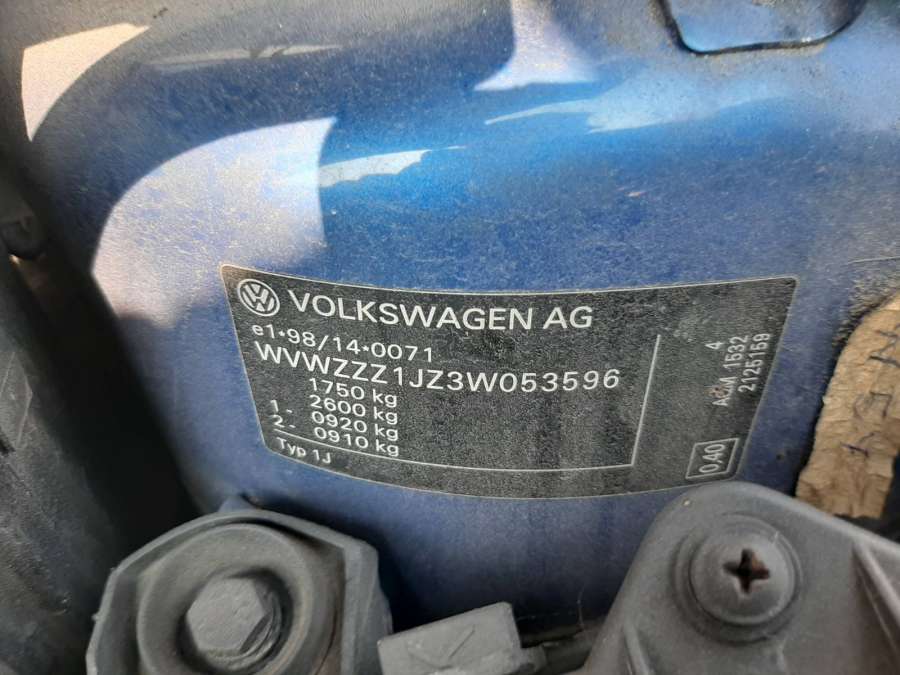 VOLKSWAGEN AG
e1*98/14*0071
WVWZZZ1JZ3W053596
1750 kg
2600 kg
1- 0920 kg
2- 0910 kg
Typ 1J
4
1532
2125159
0,40